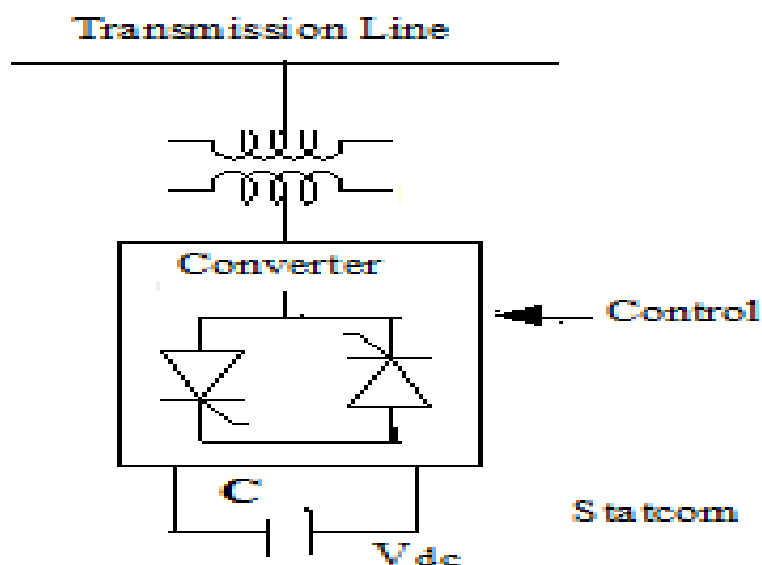 Transmission Line
Converter
Control
C
Statcom
Vdc